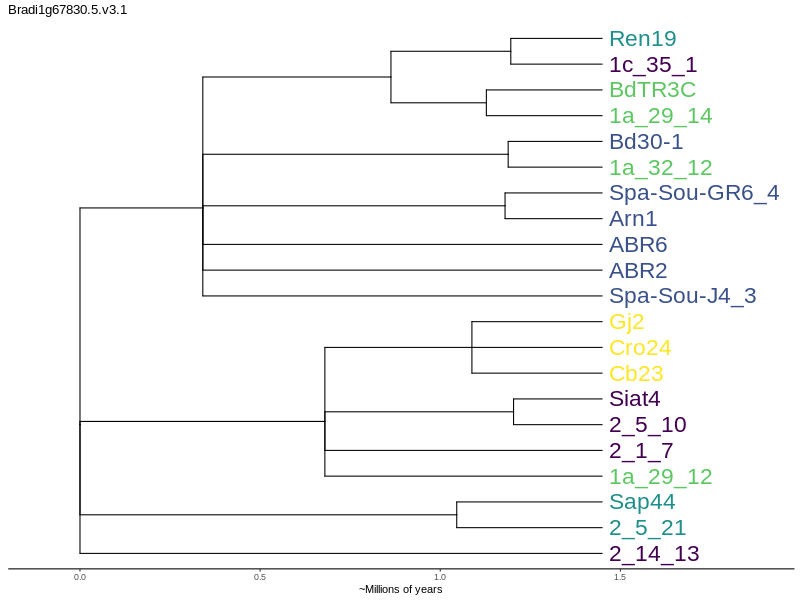 Bradi1g67830.5.v3.1
Ren19
1c_35_1
BdTR3C
1a_29_14
Bd30-1
1a_32_12
Spa-Sou-GR6_4
Arn1
ABR6
ABR2
Spa-Sou-J4_3
Gj2
Cro24
Cb23
Siat4
2_5_10
2_1_7
1a_29_12
Sap44
2_5_21
2_14_13
0.0 0.5 1.0 1.5
~Millions of years